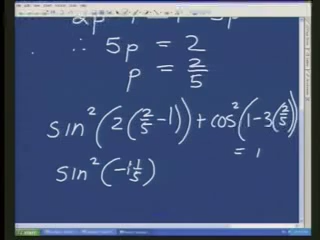 ∴ 5p = 2
p = 2/5
sin²(2(2/5 - 1)) + cos²(1 - 3(2/5))
= 1
sin²(-1 1/5)